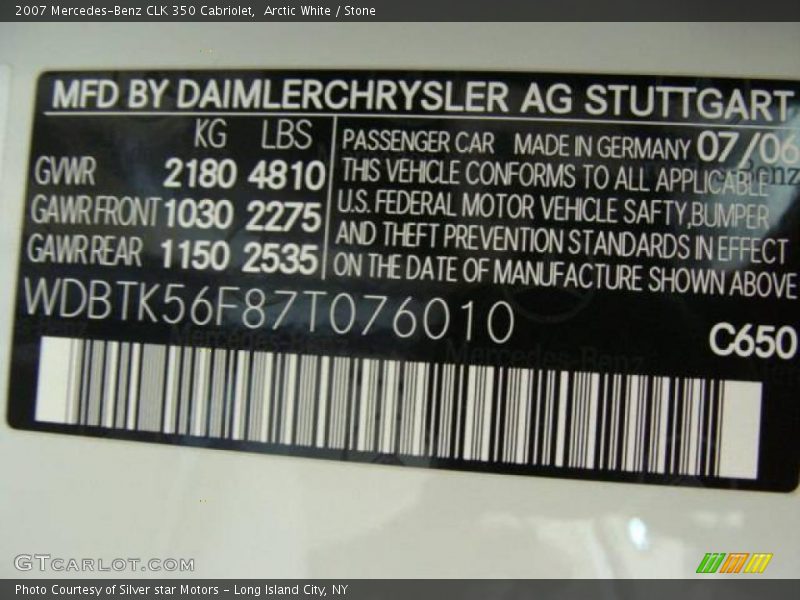 2007 Mercedes-Benz CLK 350 Cabriolet,  Arctic White / Stone
MFD BY DAIMLERCHRYSLER AG STUTTGART
KG LBS
GVWR 2180 4810
GAWR FRONT 1030 2275
GAWR REAR 1150 2535
PASSENGER CAR MADE IN GERMANY 07/06
THIS VEHICLE CONFORMS TO ALL APPLICABLE
U.S. FEDERAL MOTOR VEHICLE SAFTY,BUMPER
AND THEFT PREVENTION STANDARDS IN EFFECT
ON THE DATE OF MANUFACTURE SHOWN ABOVE
WDBTK56F87T076010
C650
GTCARLOT.COM
Photo Courtesy of Silver star Motors - Long Island City, NY